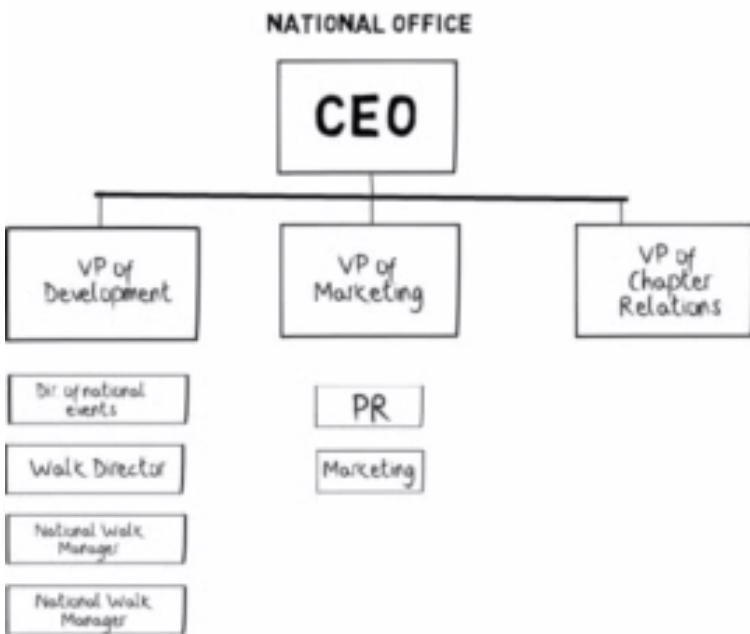 NATIONAL OFFICE
CEO
VP of
Development
VP of
Marketing
VP of
Chapter
Relations
Dir. of national
events
Walk Director
National Walk
Manager
National Walk
Manager
PR
Marketing